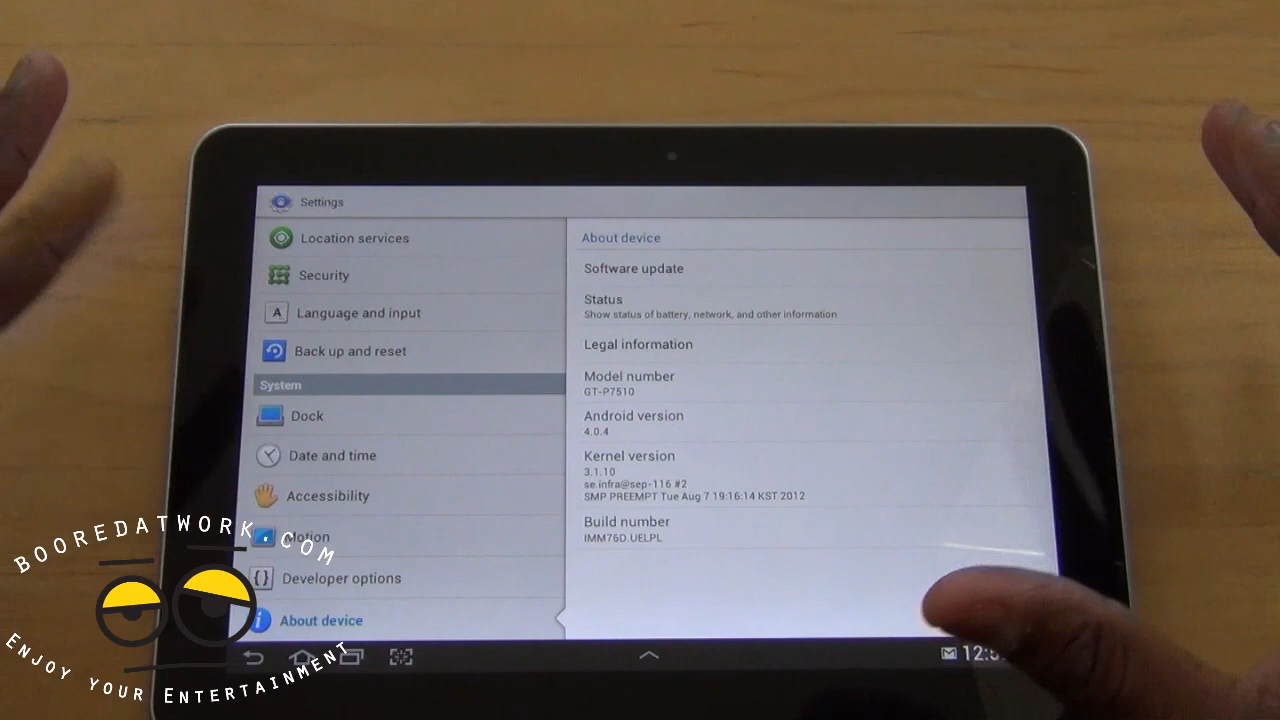 Settings
Location services
Security
A Language and input
Back up and reset
System
Dock
Date and time
Accessibility
Motion
{} Developer options
i About device
About device
Software update
Status
Show status of battery, network, and other information
Legal information
Model number
GT-P7510
Android version
4.0.4
Kernel version
3.1.10
se.infra@sep-116 #2
SMP PREEMPT Tue Aug 7 19:16:14 KST 2012
Build number
IMM76D.UELPL
BOOREDATWORK.COM
ENJOY YOUR ENTERTAINMENT